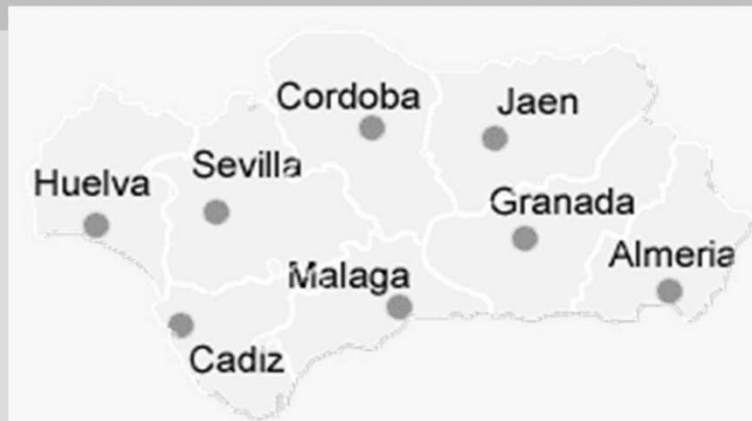 Cordoba
Jaen
Sevilla
Huelva
Granada
Almeria
Malaga
Cadiz